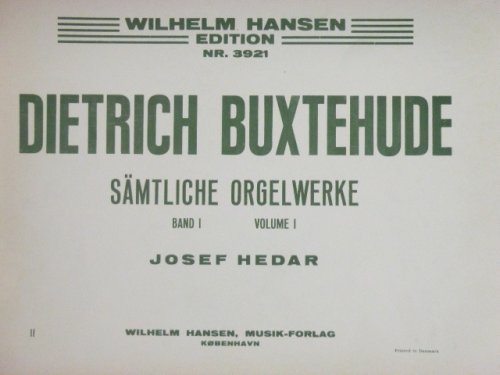 WILHELM HANSEN
EDITION
NR. 3921
DIETRICH BUXTEHUDE
SÄMTLICHE ORGELWERKE
BAND I VOLUME I
JOSEF HEDAR
II WILHELM HANSEN, MUSIK-FORLAG
KØBENHAVN
Printed in Denmark